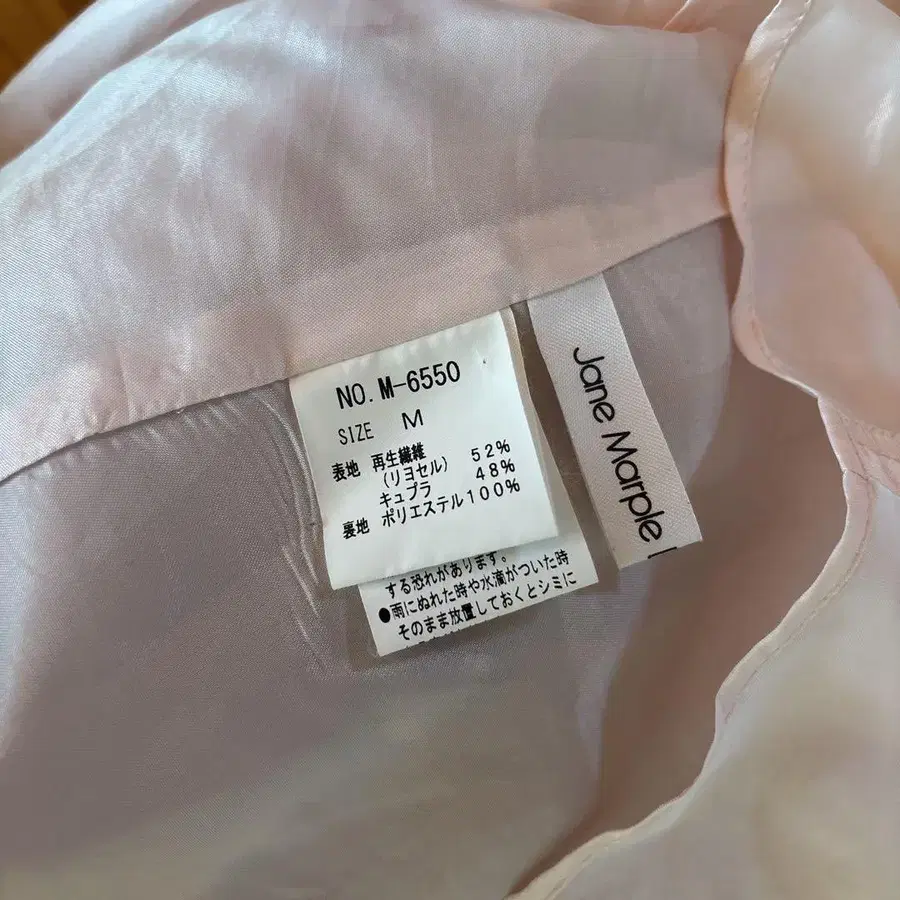 NO. M-6550
SIZE M
表地 再生繊維 52%
(リヨセル)
キュプラ 48%
裏地 ポリエステル 100%
する恐れがあります。
●雨にぬれた時や水滴がついた時
そのまま放置しておくとシミに
Jane Marple